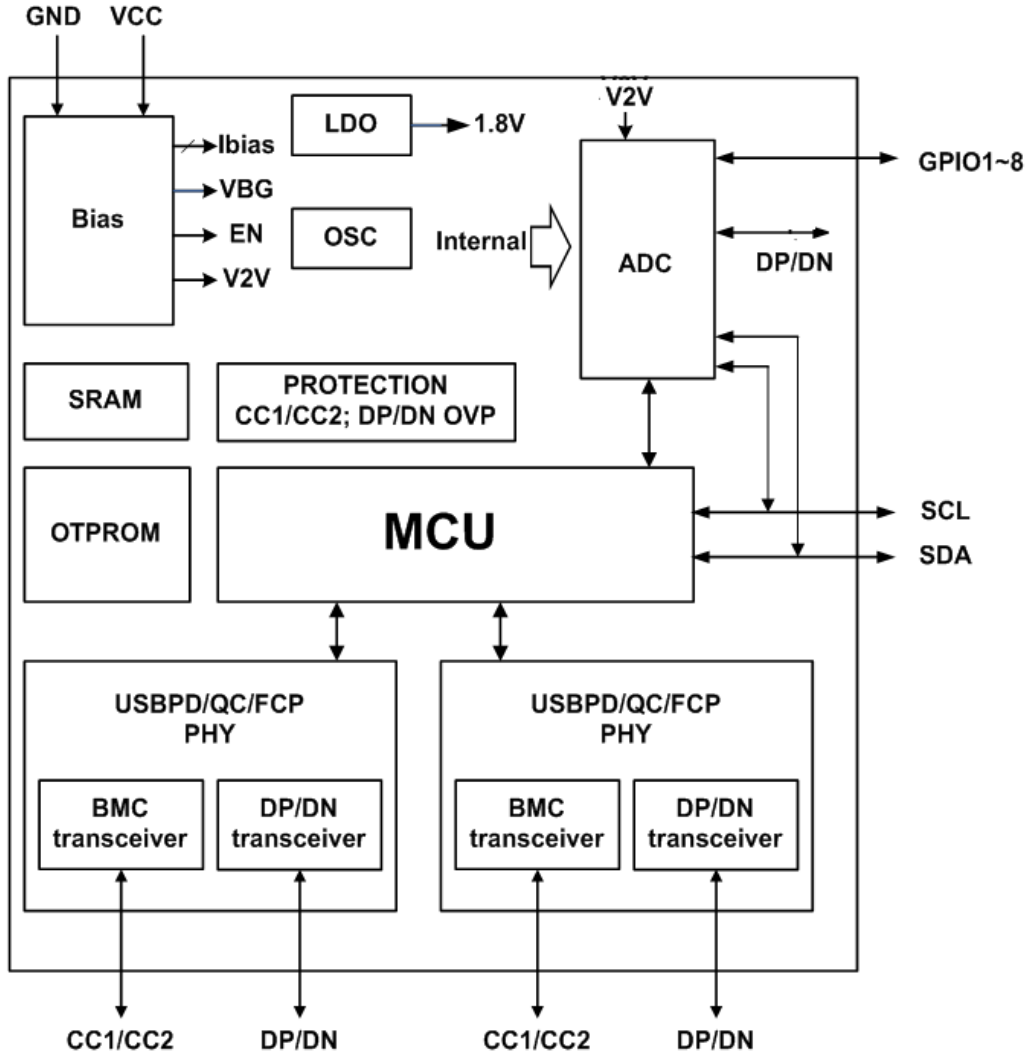 GND
VCC
V2V
LDO
1.8V
Ibias
GPIO1~8
VBG
Bias
EN
OSC
Internal
ADC
DP/DN
V2V
SRAM
PROTECTION
CC1/CC2; DP/DN OVP
OTPROM
MCU
SCL
SDA
USBPD/QC/FCP
PHY
USBPD/QC/FCP
PHY
BMC
transceiver
DP/DN
transceiver
BMC
transceiver
DP/DN
transceiver
CC1/CC2
DP/DN
CC1/CC2
DP/DN